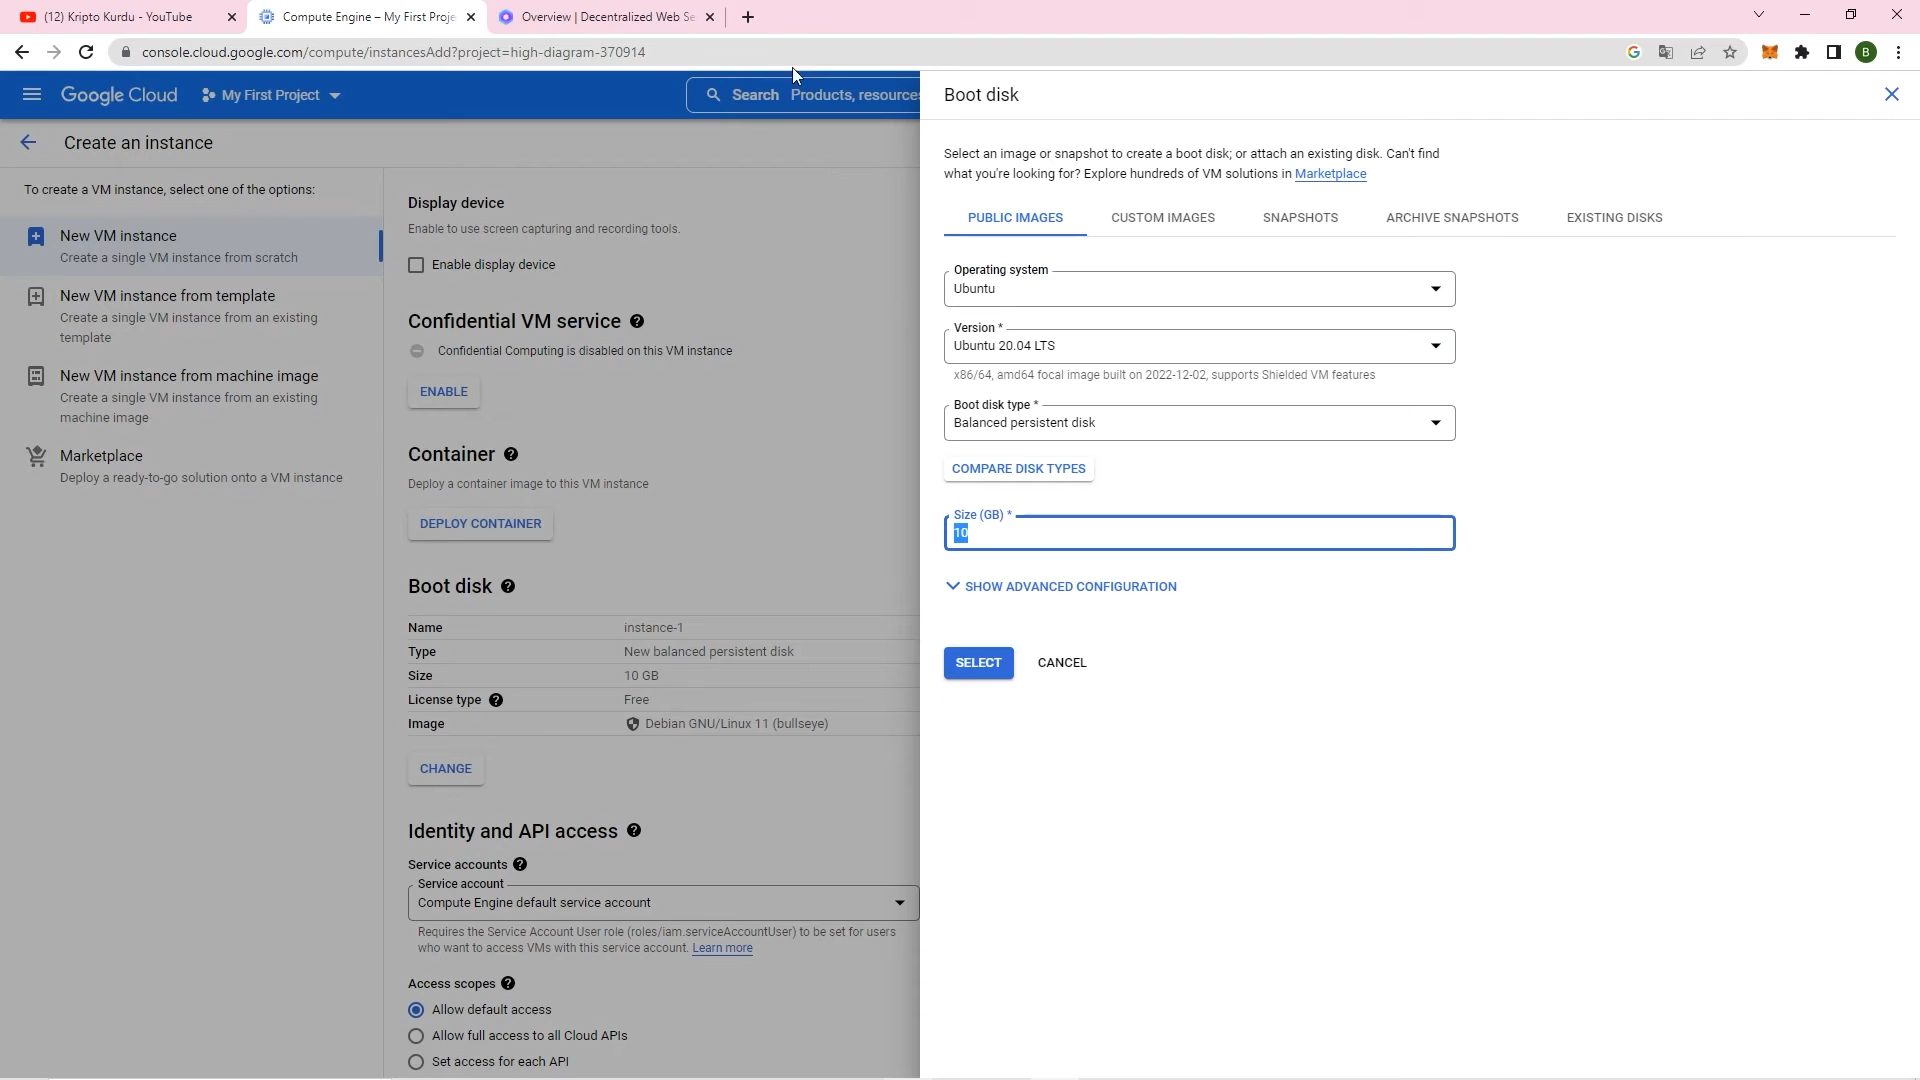 (12) Kripto Kurdu - YouTube
Compute Engine – My First Proje
Overview | Decentralized Web Se
console.cloud.google.com/compute/instancesAdd?project=high-diagram-370914
B
Google Cloud
My First Project
Search Products, resources
Create an instance
To create a VM instance, select one of the options:
New VM instance
Create a single VM instance from scratch
New VM instance from template
Create a single VM instance from an existing
template
New VM instance from machine image
Create a single VM instance from an existing
machine image
Marketplace
Deploy a ready-to-go solution onto a VM instance
Display device
Enable to use screen capturing and recording tools.
Enable display device
Confidential VM service
Confidential Computing is disabled on this VM instance
ENABLE
Container
Deploy a container image to this VM instance
DEPLOY CONTAINER
Boot disk
Name instance-1
Type New balanced persistent disk
Size 10 GB
License type Free
Image Debian GNU/Linux 11 (bullseye)
CHANGE
Identity and API access
Service accounts
Service account
Compute Engine default service account
Requires the Service Account User role (roles/iam.serviceAccountUser) to be set for users
who want to access VMs with this service account. Learn more
Access scopes
Allow default access
Allow full access to all Cloud APIs
Set access for each API
Boot disk
Select an image or snapshot to create a boot disk; or attach an existing disk. Can't find
what you're looking for? Explore hundreds of VM solutions in Marketplace
PUBLIC IMAGES CUSTOM IMAGES SNAPSHOTS ARCHIVE SNAPSHOTS EXISTING DISKS
Operating system
Ubuntu
Version *
Ubuntu 20.04 LTS
x86/64, amd64 focal image built on 2022-12-02, supports Shielded VM features
Boot disk type *
Balanced persistent disk
COMPARE DISK TYPES
Size (GB) *
10
SHOW ADVANCED CONFIGURATION
SELECT CANCEL